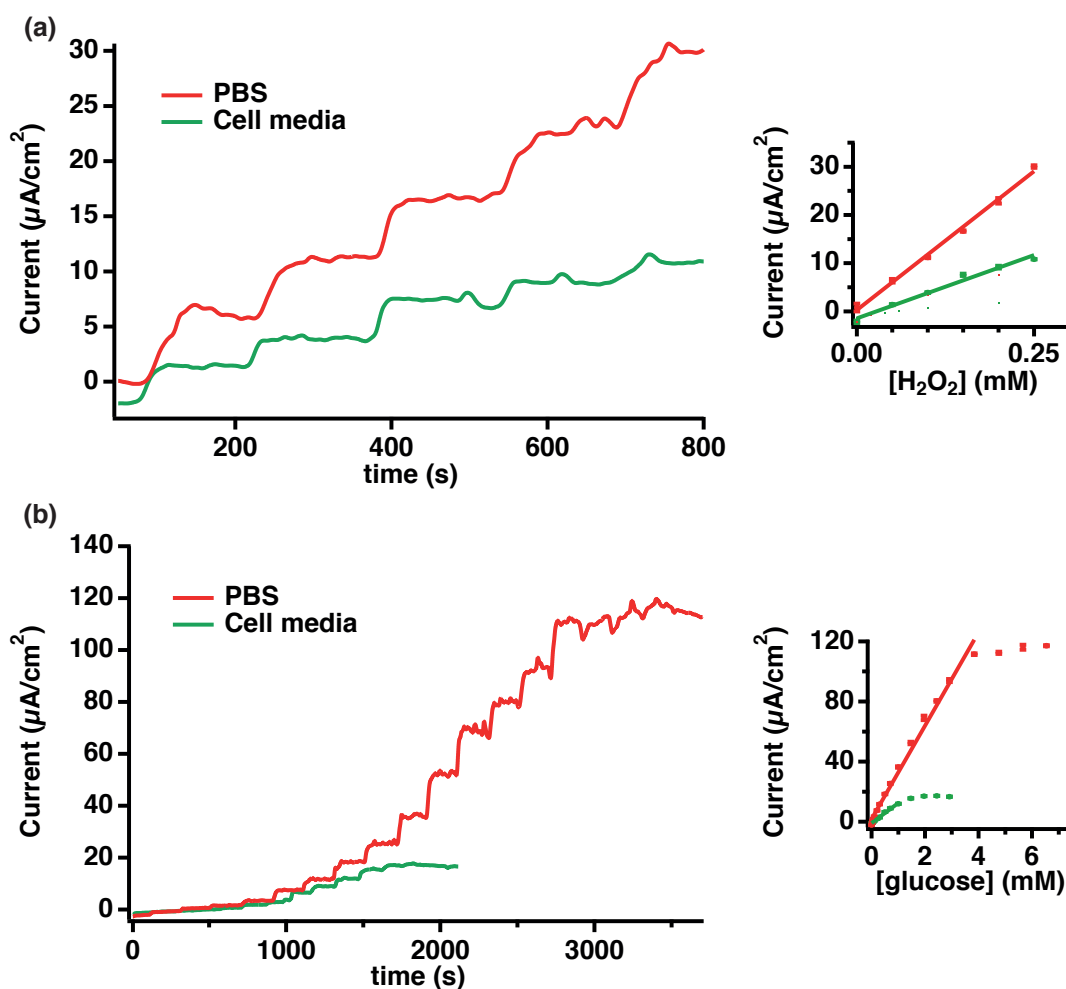 (a)
30
25
20
15
10
5
0
Current (µA/cm²)
PBS
Cell media
200
400
600
800
time (s)
30
20
10
0
Current (µA/cm²)
0.00
0.25
[H₂O₂] (mM)
(b)
140
120
100
80
60
40
20
0
Current (µA/cm²)
PBS
Cell media
0
1000
2000
3000
time (s)
120
80
40
0
Current (µA/cm²)
0
2
4
6
[glucose] (mM)